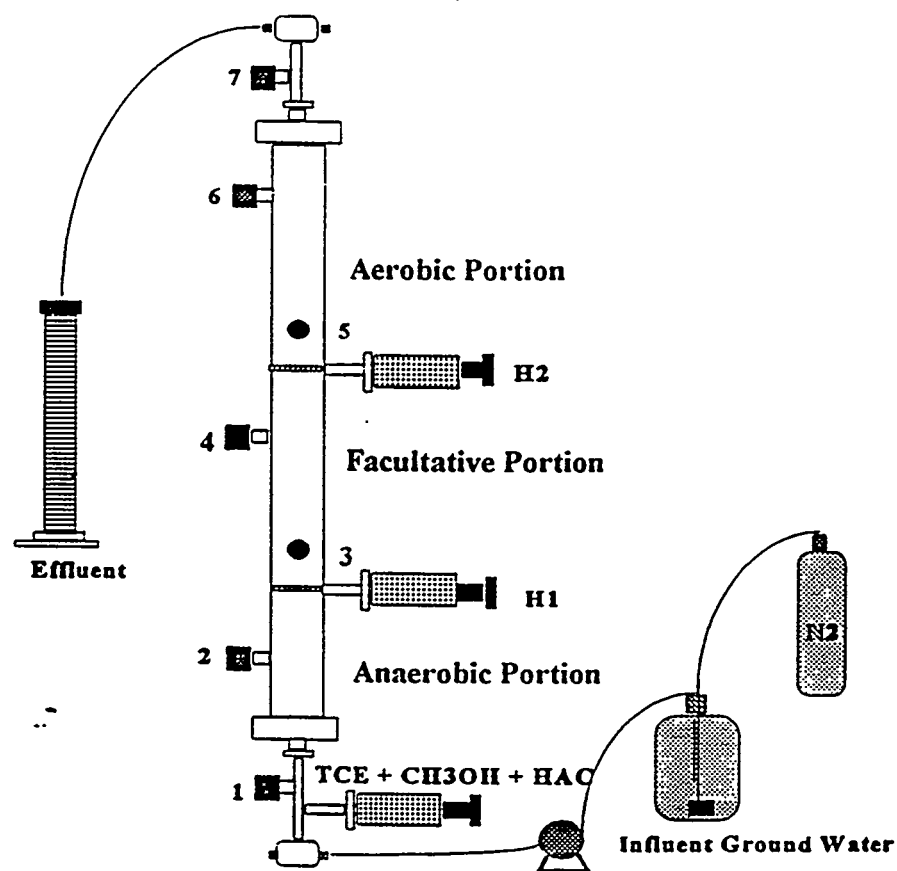 7
6
Aerobic Portion
5
H2
4
Facultative Portion
3
Effluent
H1
N2
2
Anaerobic Portion
TCE + CH3OH + HAC
1
Influent Ground Water